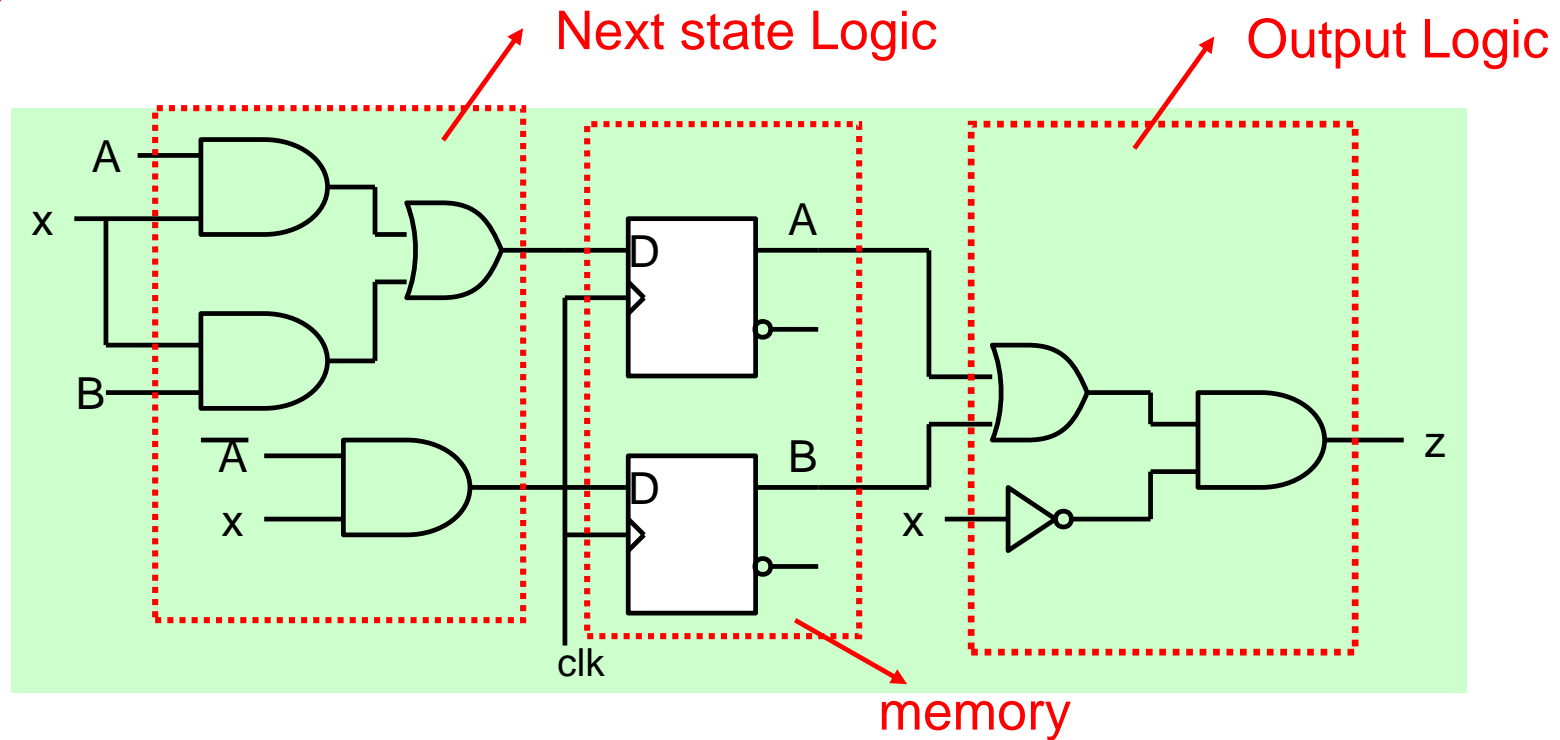 Next state Logic
Output Logic
A
x
B
A̅
x
D
A
D
B
clk
x
z
memory